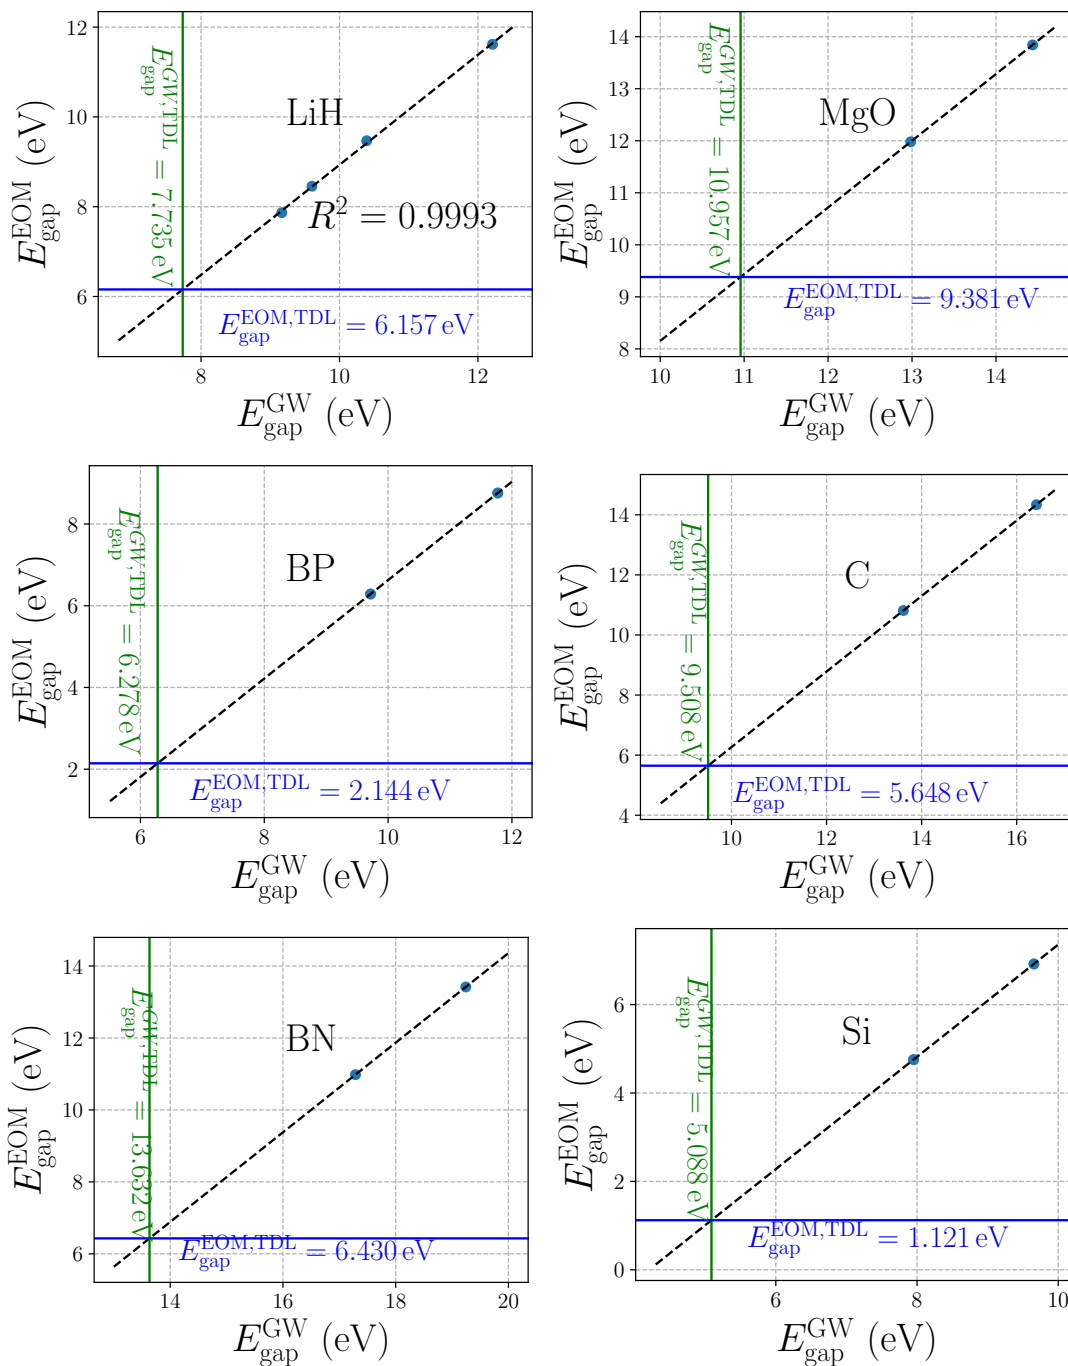 12
10
8
6
E_gap^EOM (eV)
E_gap^GW,TDL = 7.735 eV
LiH
R² = 0.9993
E_gap^EOM,TDL = 6.157 eV
8 10 12
E_gap^GW (eV)
14
13
12
11
10
9
8
E_gap^EOM (eV)
E_gap^GW,TDL = 10.957 eV
MgO
E_gap^EOM,TDL = 9.381 eV
10 11 12 13 14
E_gap^GW (eV)
8
6
4
2
E_gap^EOM (eV)
E_gap^GW,TDL = 6.278 eV
BP
E_gap^EOM,TDL = 2.144 eV
6 8 10 12
E_gap^GW (eV)
14
12
10
8
6
4
E_gap^EOM (eV)
E_gap^GW,TDL = 9.508 eV
C
E_gap^EOM,TDL = 5.648 eV
10 12 14 16
E_gap^GW (eV)
14
12
10
8
6
E_gap^EOM (eV)
E_gap^GW,TDL = 13.632 eV
BN
E_gap^EOM,TDL = 6.430 eV
14 16 18 20
E_gap^GW (eV)
6
4
2
0
E_gap^EOM (eV)
E_gap^GW,TDL = 5.088 eV
Si
E_gap^EOM,TDL = 1.121 eV
6 8 10
E_gap^GW (eV)